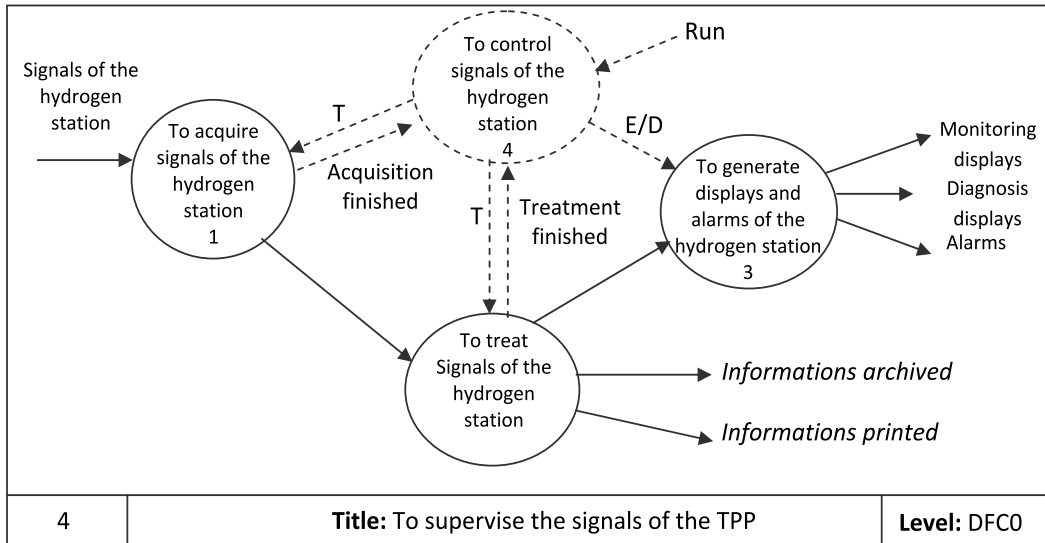 Signals of the
hydrogen
station
To acquire
signals of the
hydrogen
station
1
T
Acquisition
finished
To control
signals of the
hydrogen
station
4
Run
E/D
T
Treatment
finished
To generate
displays and
alarms of the
hydrogen station
3
Monitoring
displays
Diagnosis
displays
Alarms
To treat
Signals of the
hydrogen
station
Informations archived
Informations printed
4
Title: To supervise the signals of the TPP
Level: DFC0